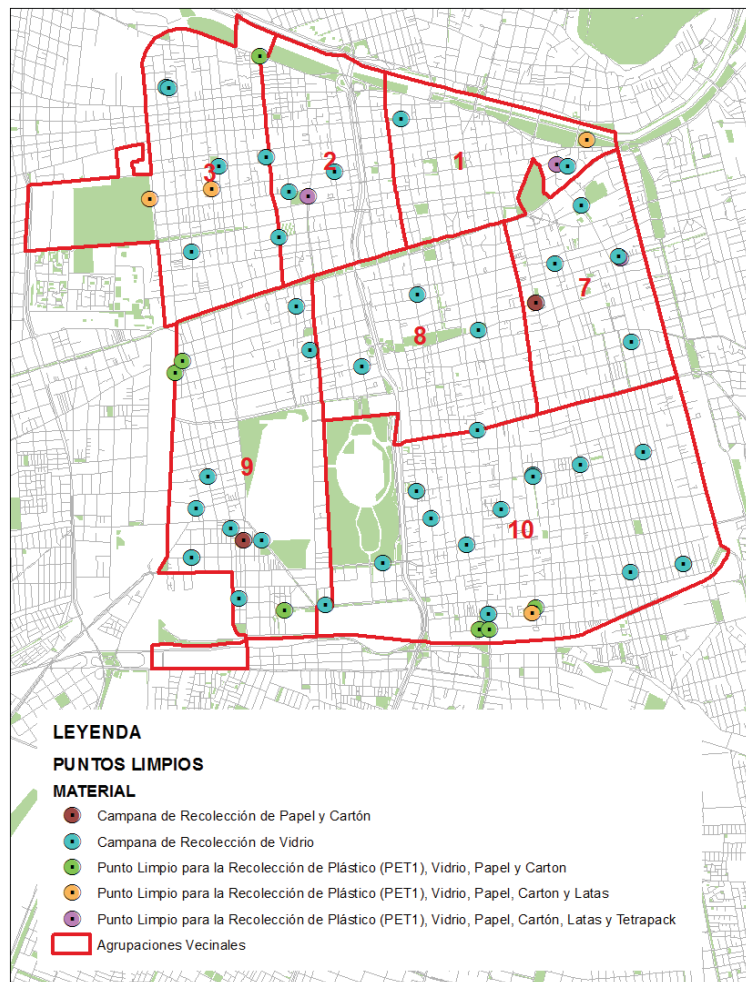 1
2
3
7
8
9
10
LEYENDA
PUNTOS LIMPIOS
MATERIAL
Campana de Recolección de Papel y Cartón
Campana de Recolección de Vidrio
Punto Limpio para la Recolección de Plástico (PET1), Vidrio, Papel y Carton
Punto Limpio para la Recolección de Plástico (PET1), Vidrio, Papel, Carton y Latas
Punto Limpio para la Recolección de Plástico (PET1), Vidrio, Papel, Cartón, Latas y Tetrapack
Agrupaciones Vecinales